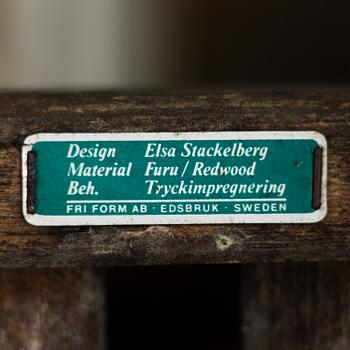 Design Elsa Stackelberg
Material Furu / Redwood
Beh. Tryckimpregnering
FRI FORM AB · EDSBRUK · SWEDEN